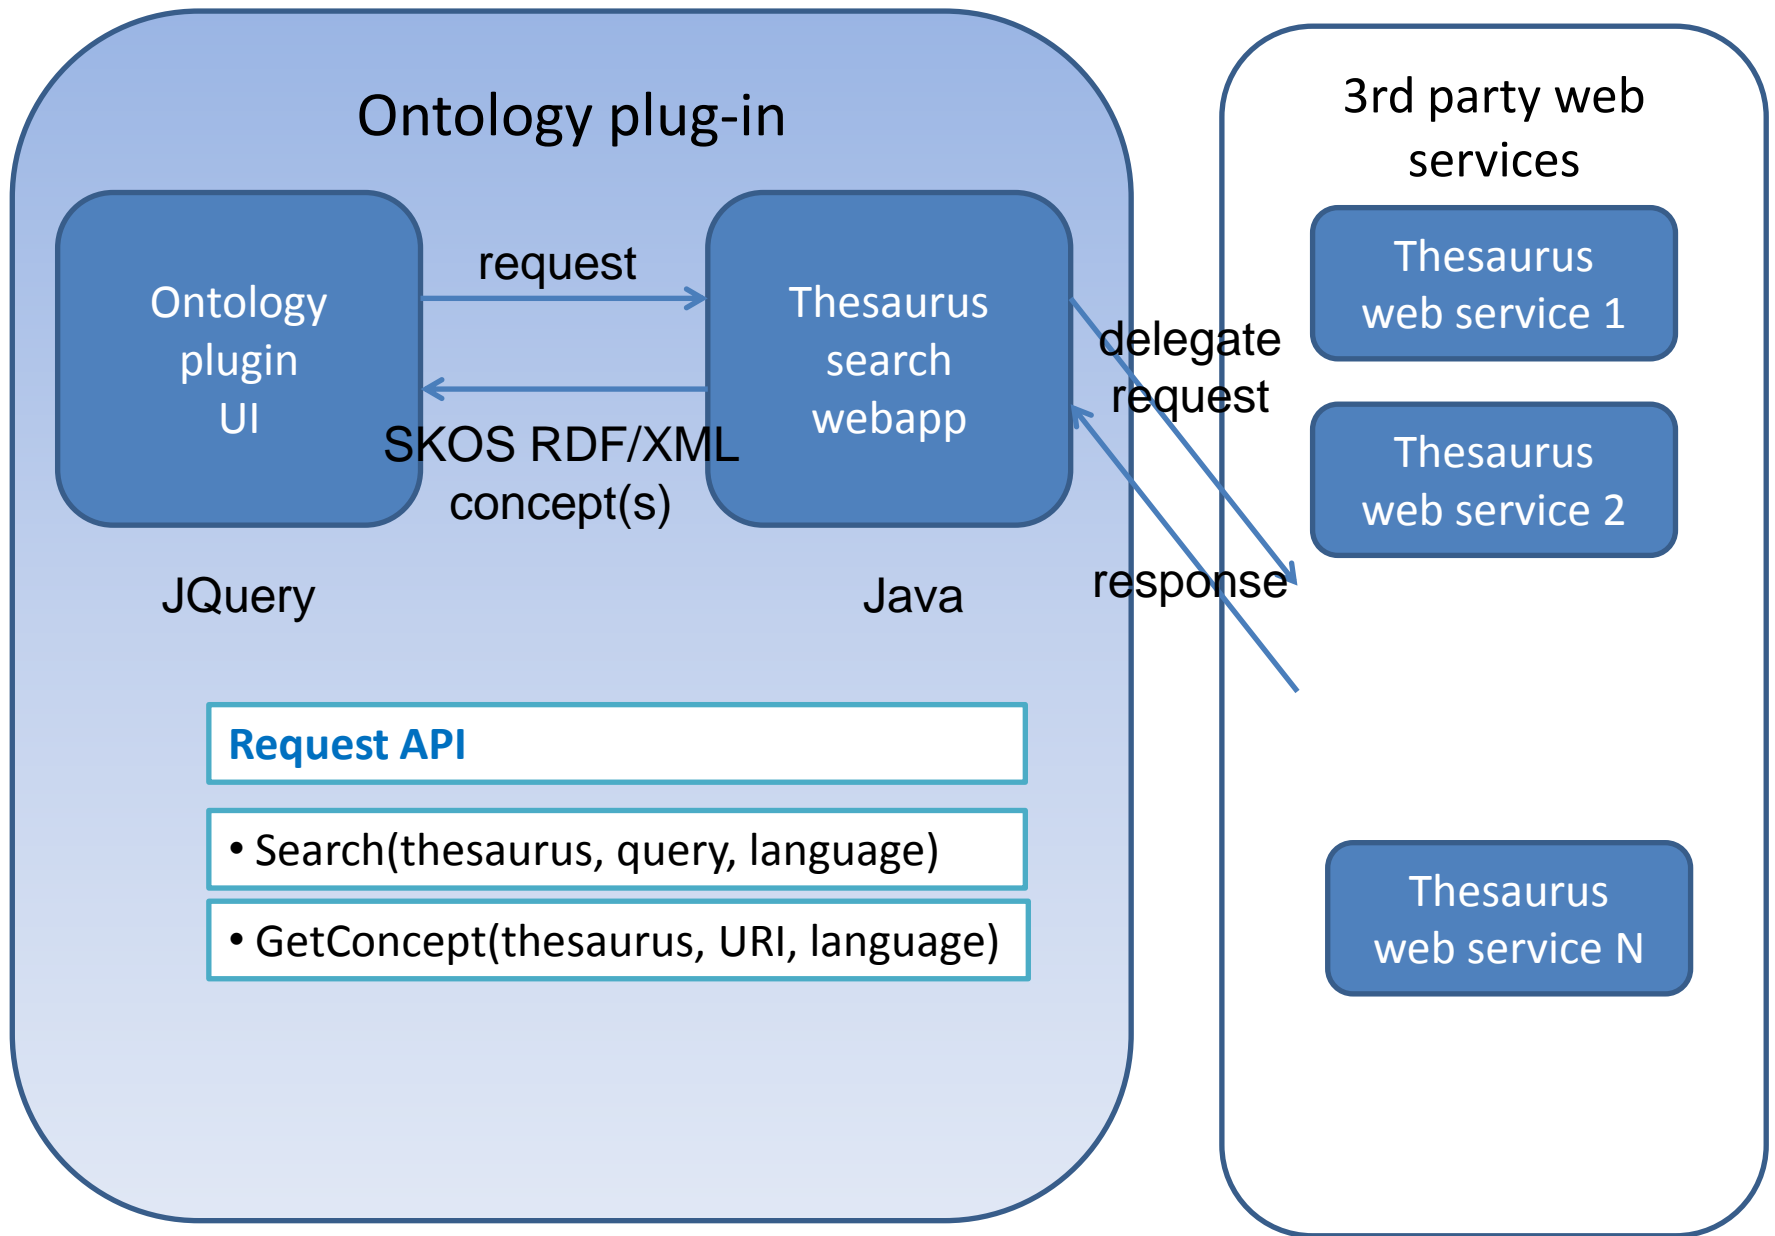 Ontology plug-in
Ontology
plugin
UI
request
SKOS RDF/XML
concept(s)
Thesaurus
search
webapp
JQuery
Java
delegate
request
response
Request API
• Search(thesaurus, query, language)
• GetConcept(thesaurus, URI, language)
3rd party web
services
Thesaurus
web service 1
Thesaurus
web service 2
Thesaurus
web service N